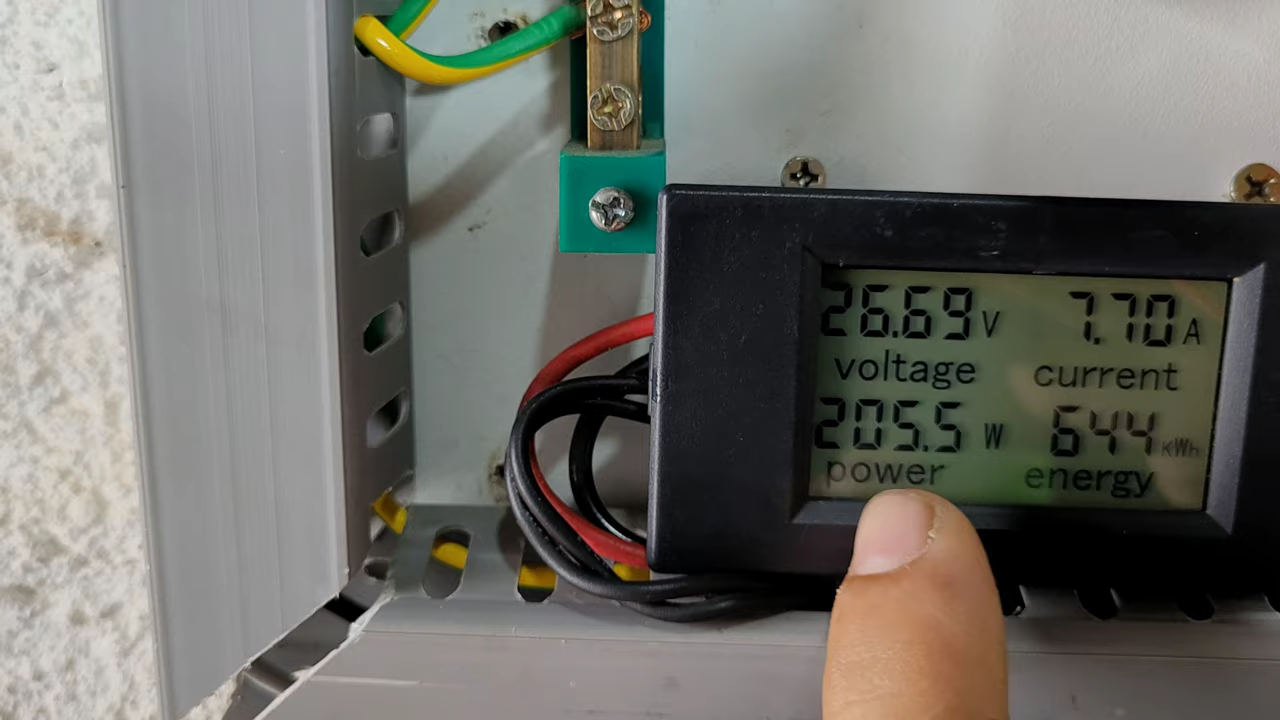 26.69 V 7.70 A
voltage current
205.5 W 644 KWh
power energy